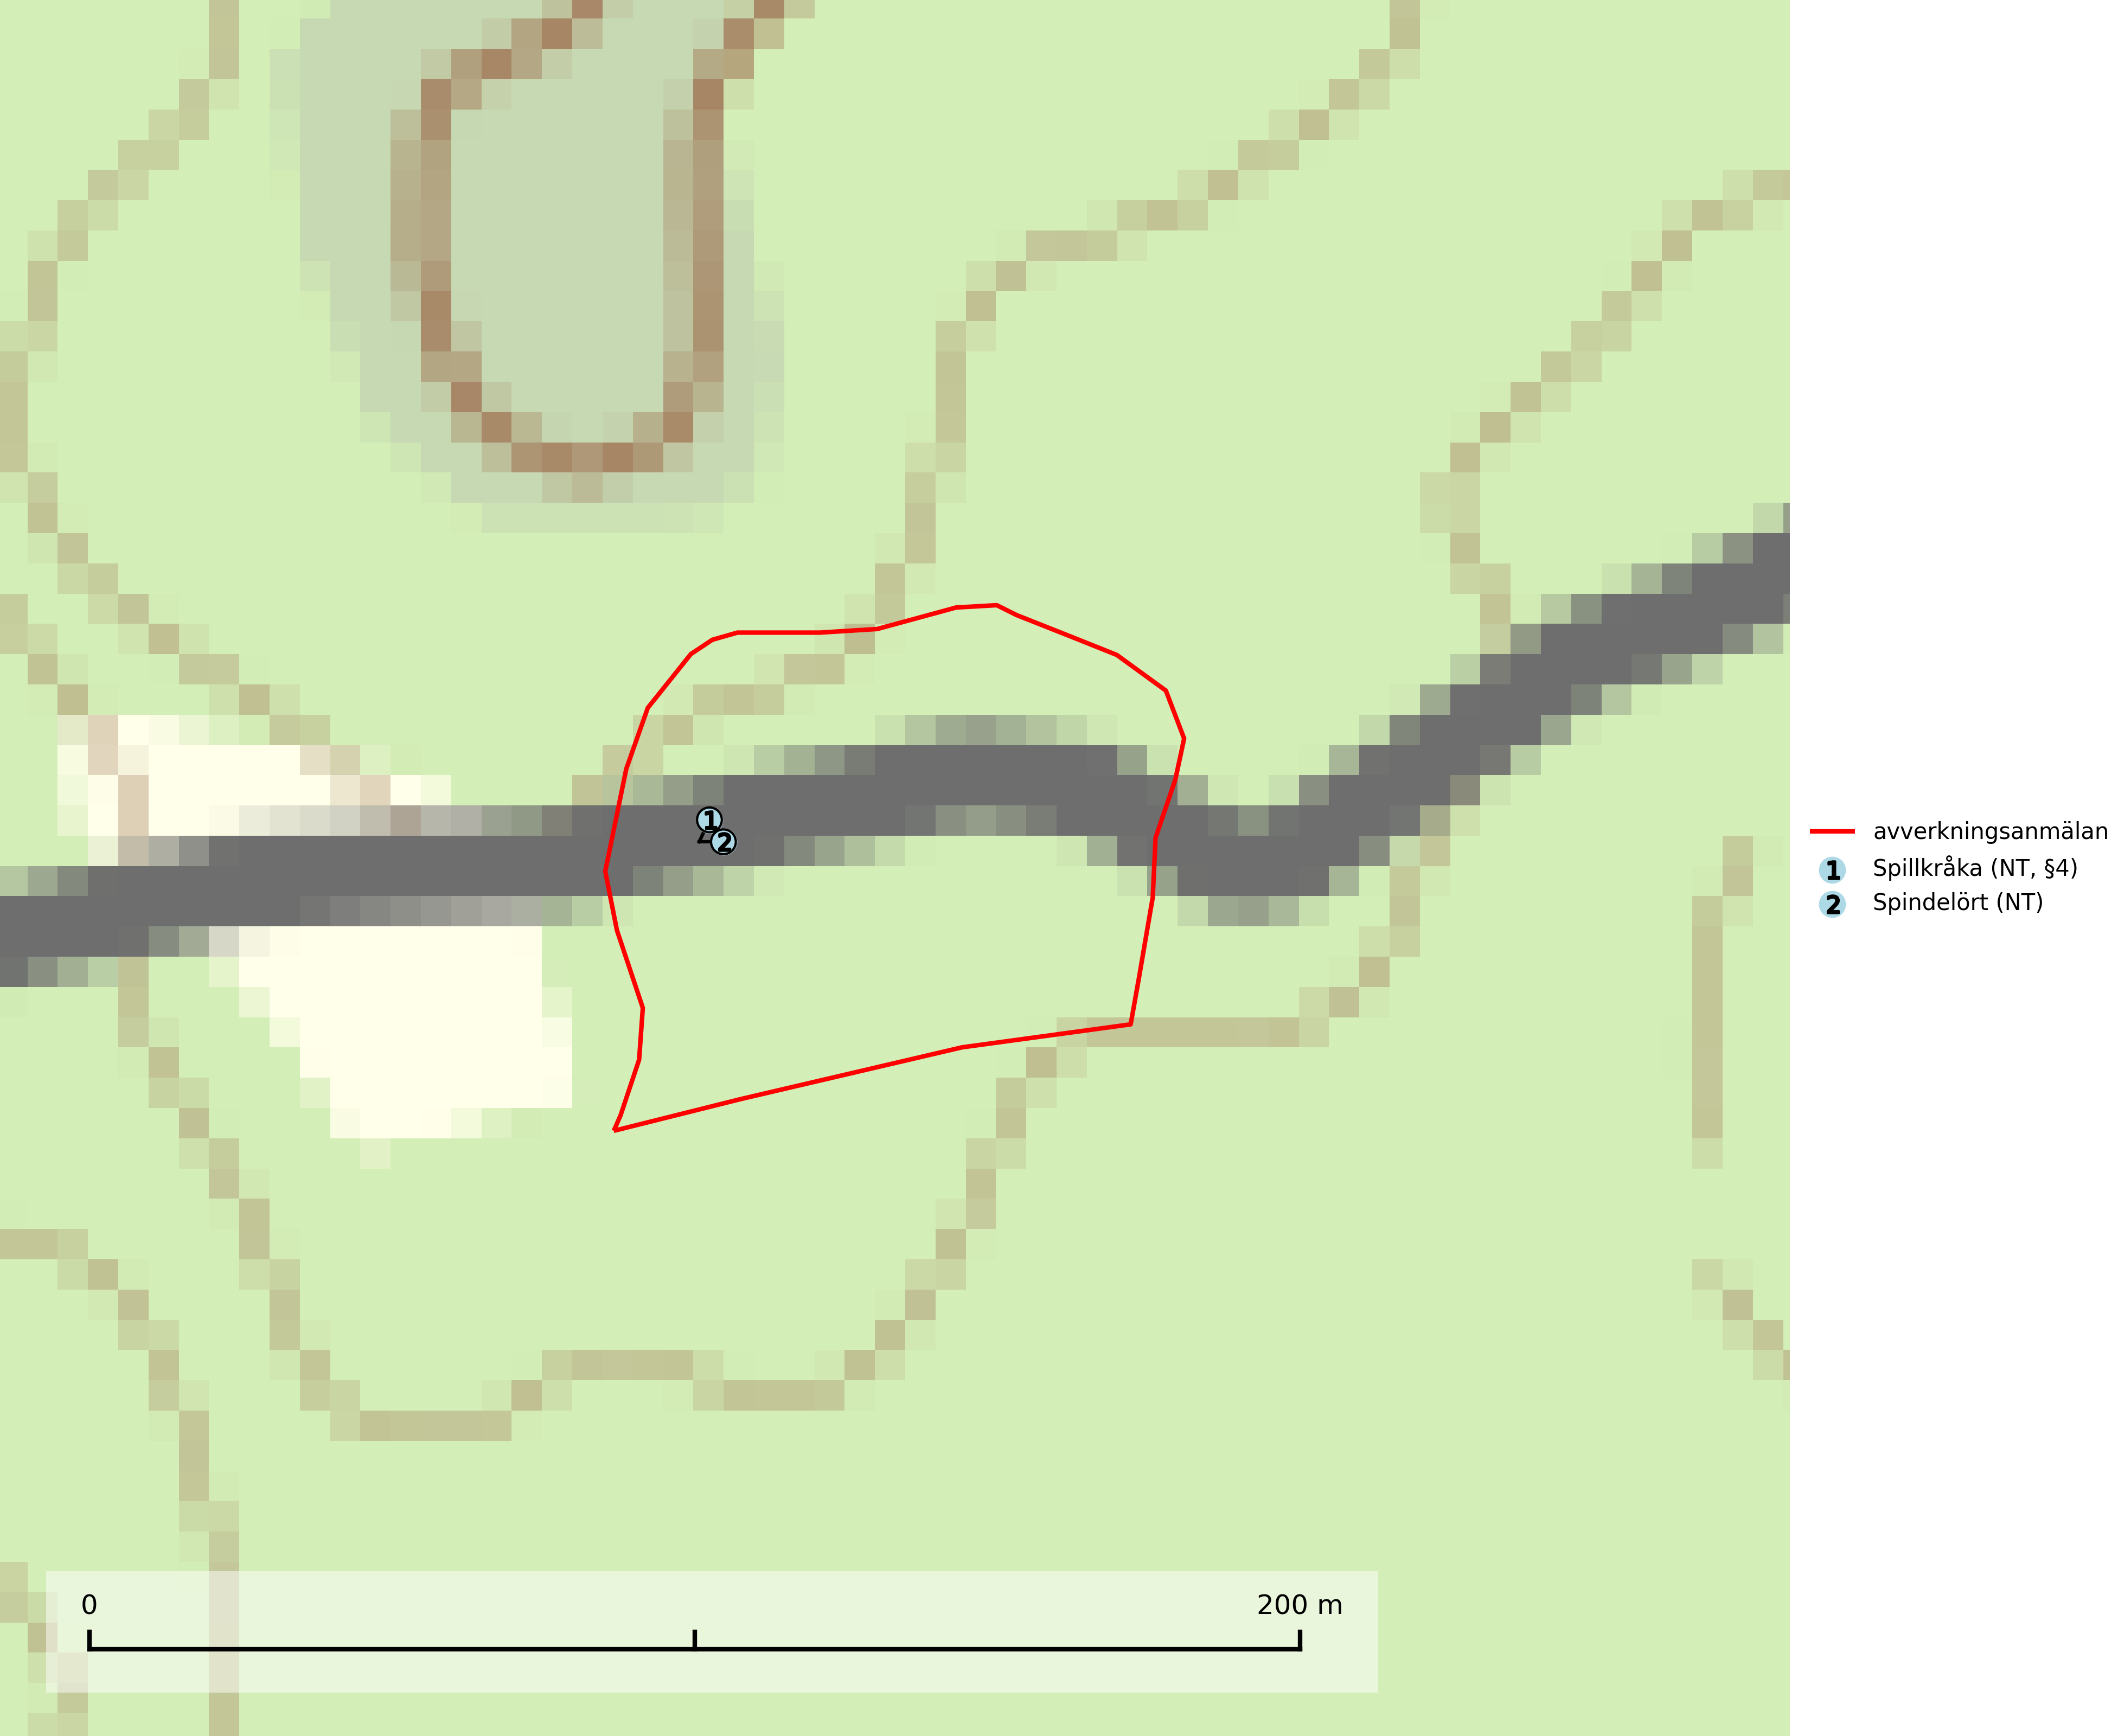 1
2
avverkningsanmälan
1 Spillkråka (NT, §4)
2 Spindelört (NT)
0 200 m